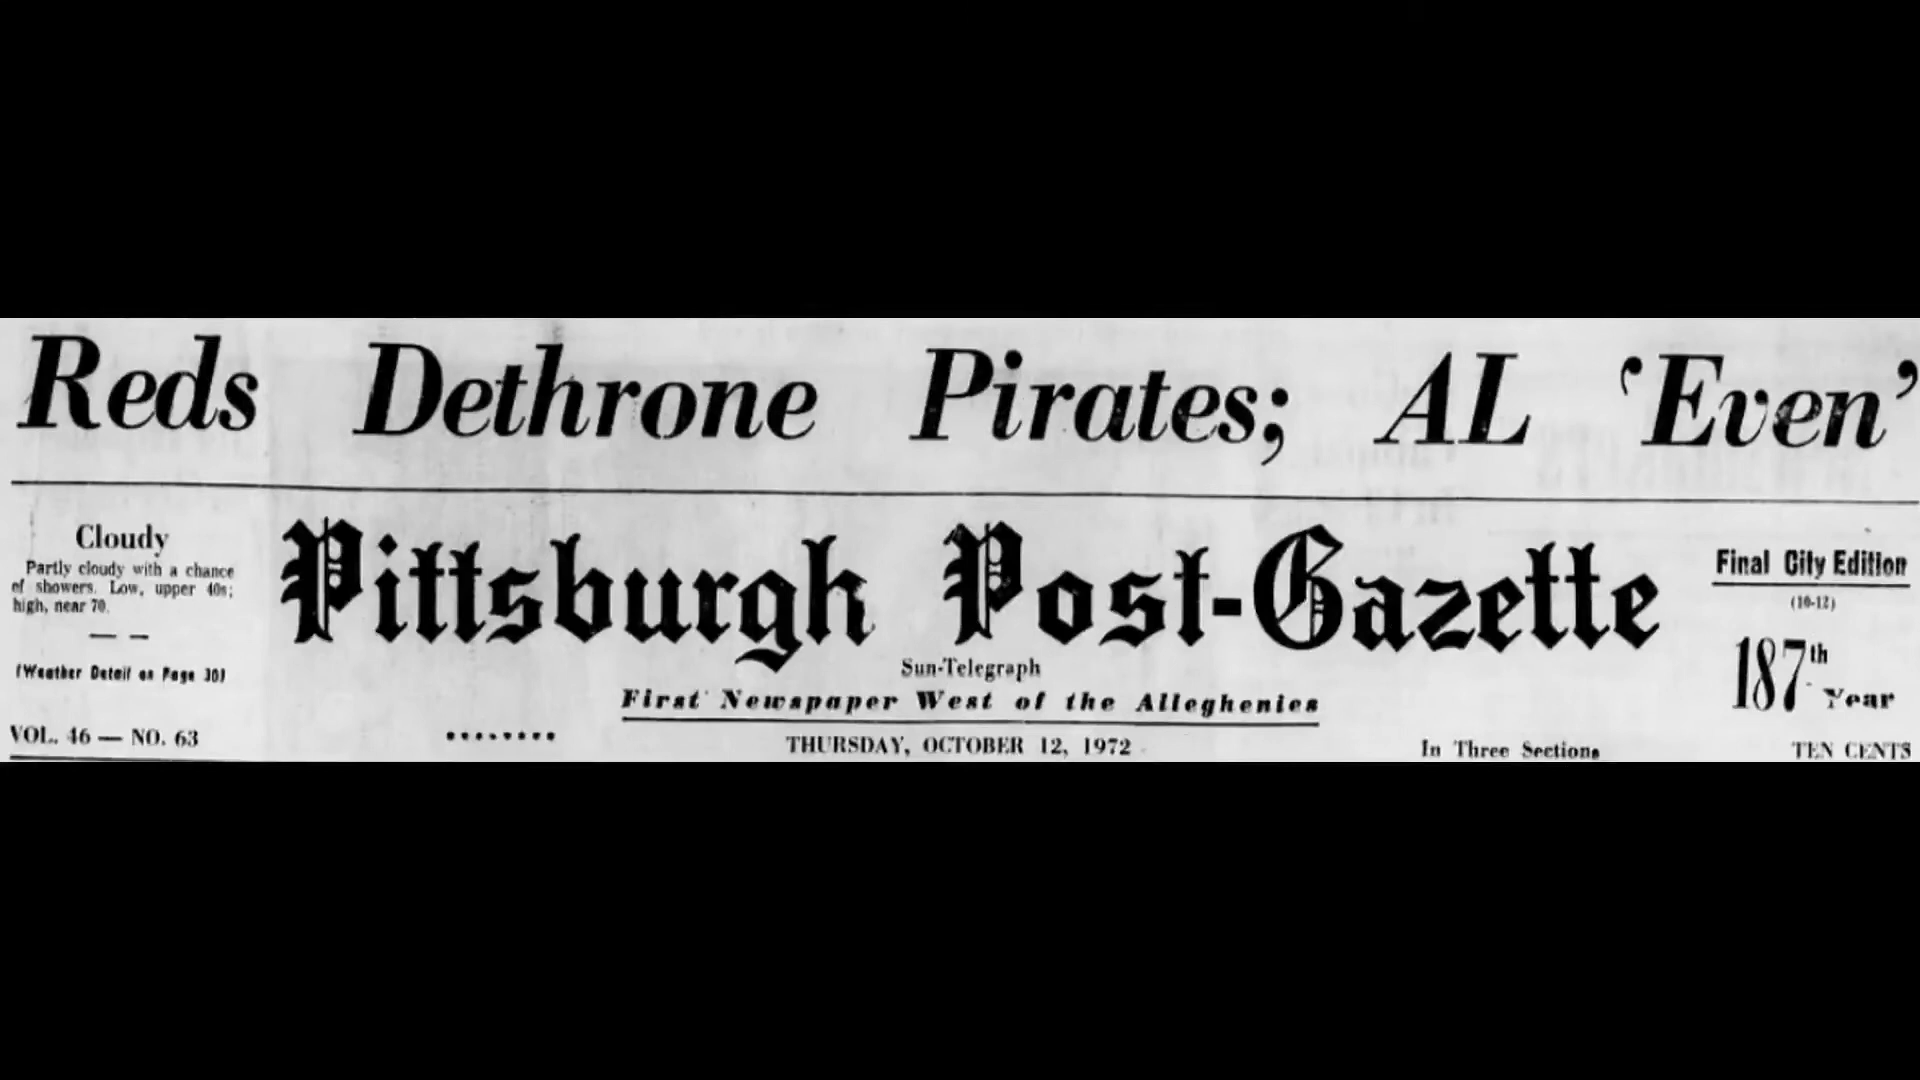 Reds Dethrone Pirates; AL 'Even'
Cloudy
Partly cloudy with a chance
of showers. Low, upper 40s;
high, near 70.
(Weather Detail on Page 30)
VOL. 46 — NO. 63
Pittsburgh Post-Gazette
Sun-Telegraph
First Newspaper West of the Alleghenies
THURSDAY, OCTOBER 12, 1972
In Three Sections
Final City Edition
(10-12)
187th
Year
TEN CENTS